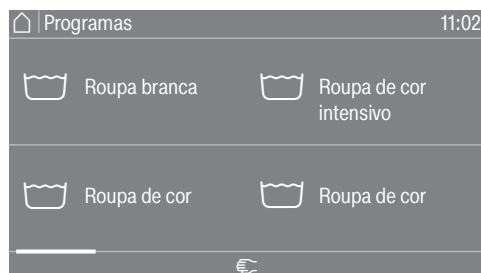 Programas
11:02
Roupa branca
Roupa de cor
intensivo
Roupa de cor
Roupa de cor